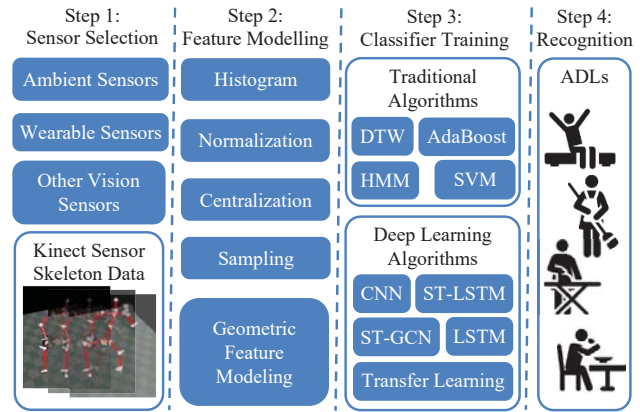 Step 1:
Sensor Selection
Ambient Sensors
Wearable Sensors
Other Vision
Sensors
Kinect Sensor
Skeleton Data
Step 2:
Feature Modelling
Histogram
Normalization
Centralization
Sampling
Geometric
Feature
Modeling
Step 3:
Classifier Training
Traditional
Algorithms
DTW
AdaBoost
HMM
SVM
Deep Learning
Algorithms
CNN
ST-LSTM
ST-GCN
LSTM
Transfer Learning
Step 4:
Recognition
ADLs